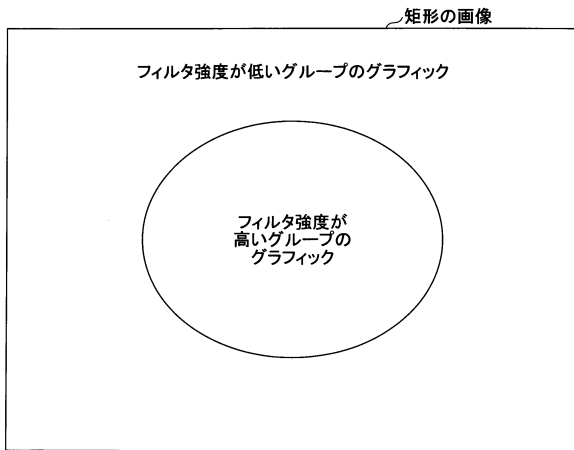 矩形の画像
フィルタ強度が低いグループのグラフィック
フィルタ強度が
高いグループの
グラフィック